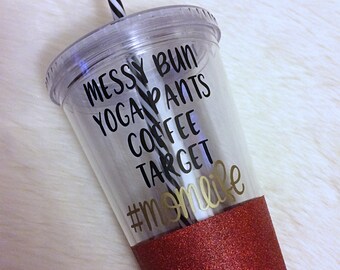 MESSY BUN
YOGA PANTS
COFFEE
TARGET
#momlife